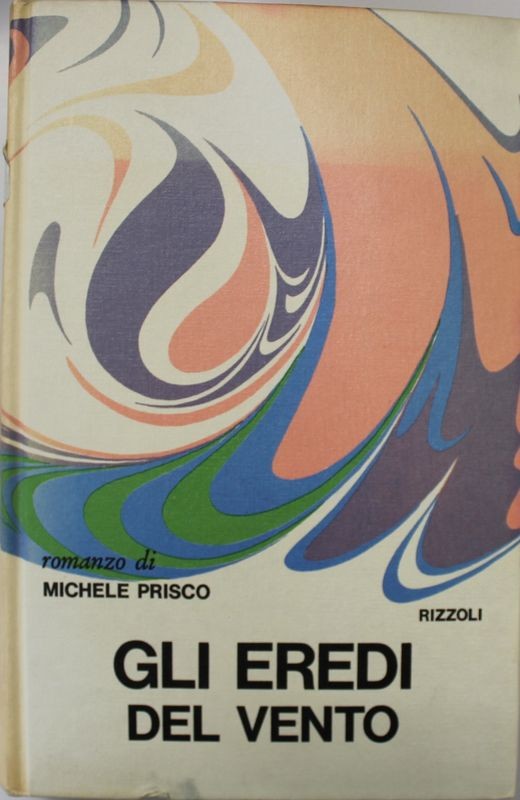 romanzo di
MICHELE PRISCO
RIZZOLI
GLI EREDI
DEL VENTO